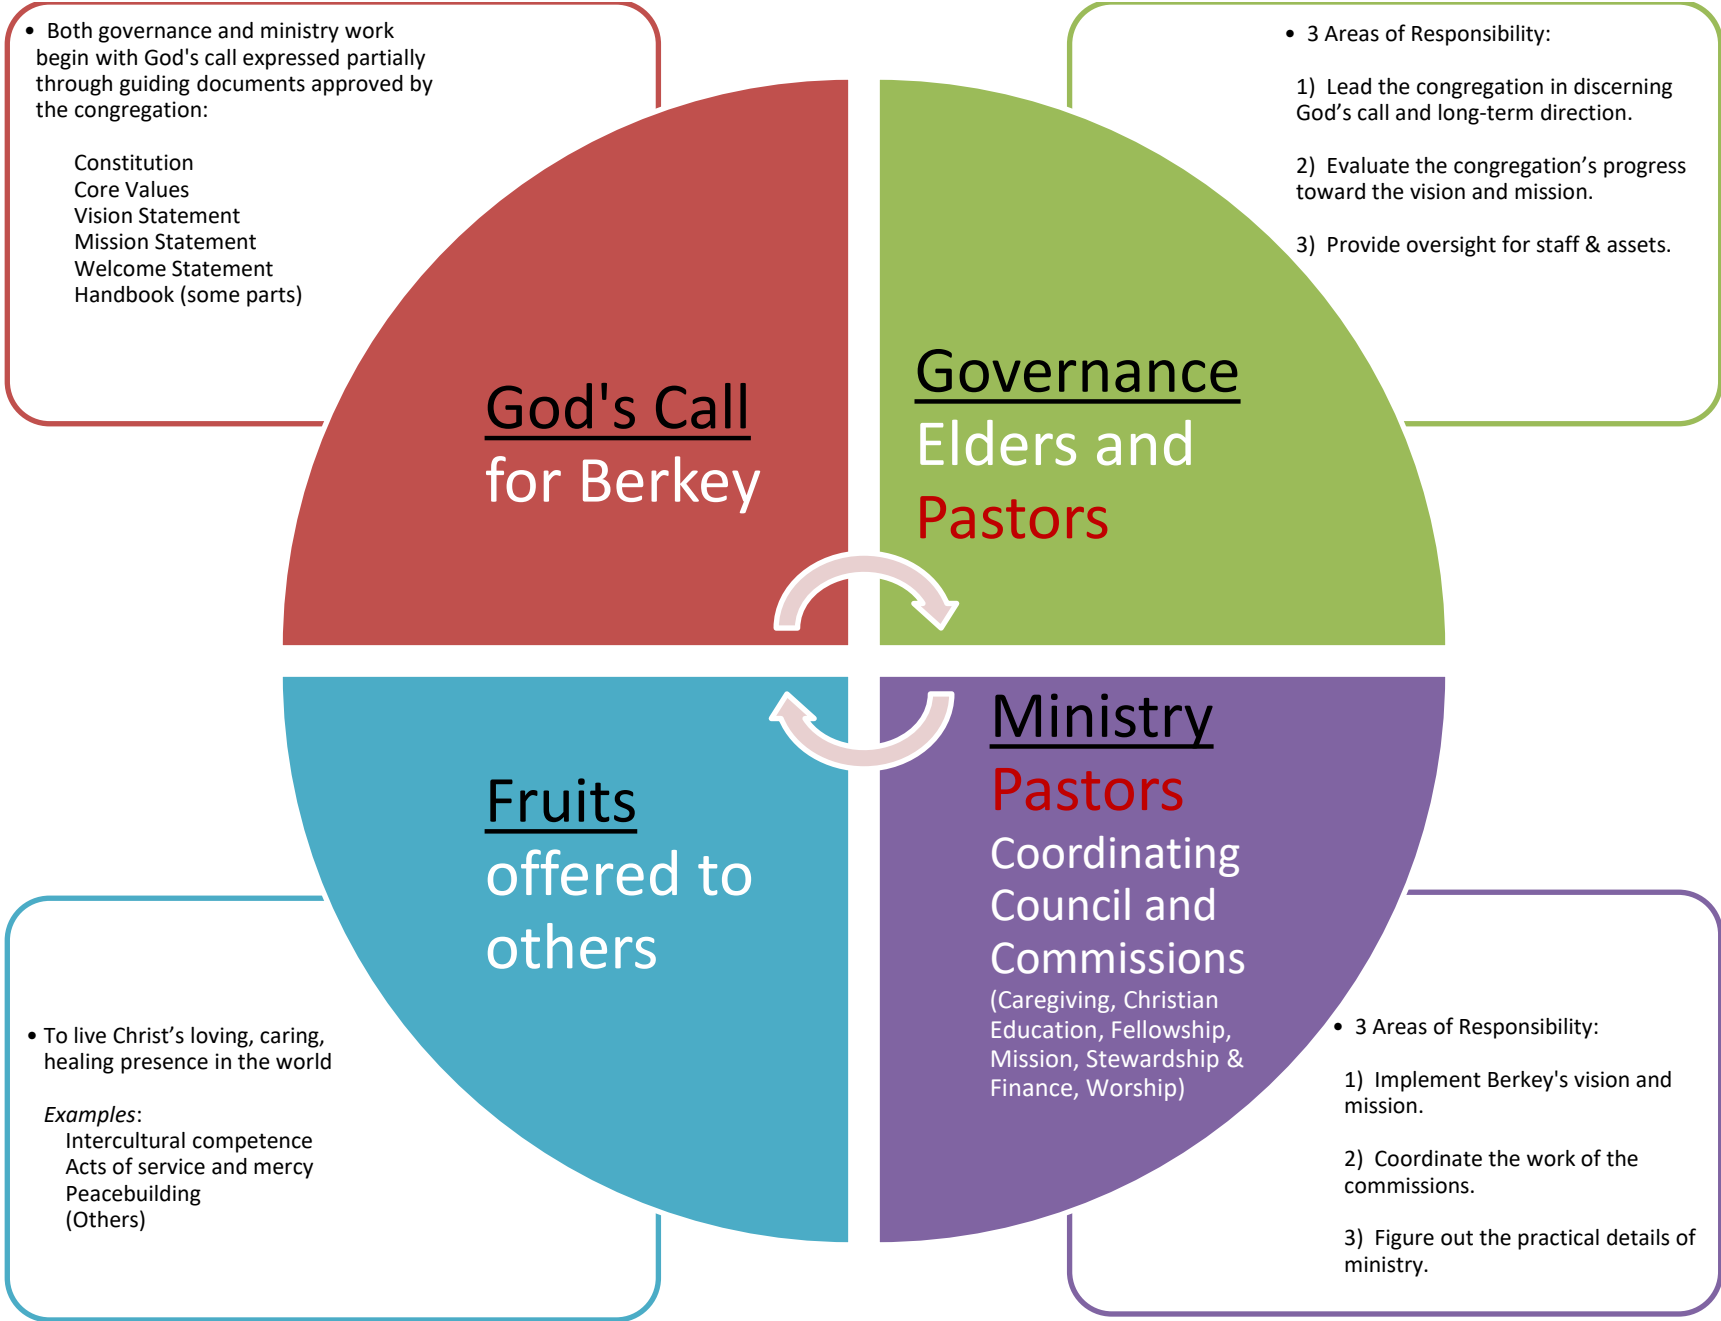 • Both governance and ministry work
begin with God's call expressed partially
through guiding documents approved by
the congregation:
Constitution
Core Values
Vision Statement
Mission Statement
Welcome Statement
Handbook (some parts)
• 3 Areas of Responsibility:
1) Lead the congregation in discerning
God’s call and long-term direction.
2) Evaluate the congregation’s progress
toward the vision and mission.
3) Provide oversight for staff & assets.
God's Call
for Berkey
Governance
Elders and
Pastors
Fruits
offered to
others
Ministry
Pastors
Coordinating
Council and
Commissions
(Caregiving, Christian
Education, Fellowship,
Mission, Stewardship &
Finance, Worship)
• To live Christ’s loving, caring,
healing presence in the world
Examples:
Intercultural competence
Acts of service and mercy
Peacebuilding
(Others)
• 3 Areas of Responsibility:
1) Implement Berkey's vision and
mission.
2) Coordinate the work of the
commissions.
3) Figure out the practical details of
ministry.